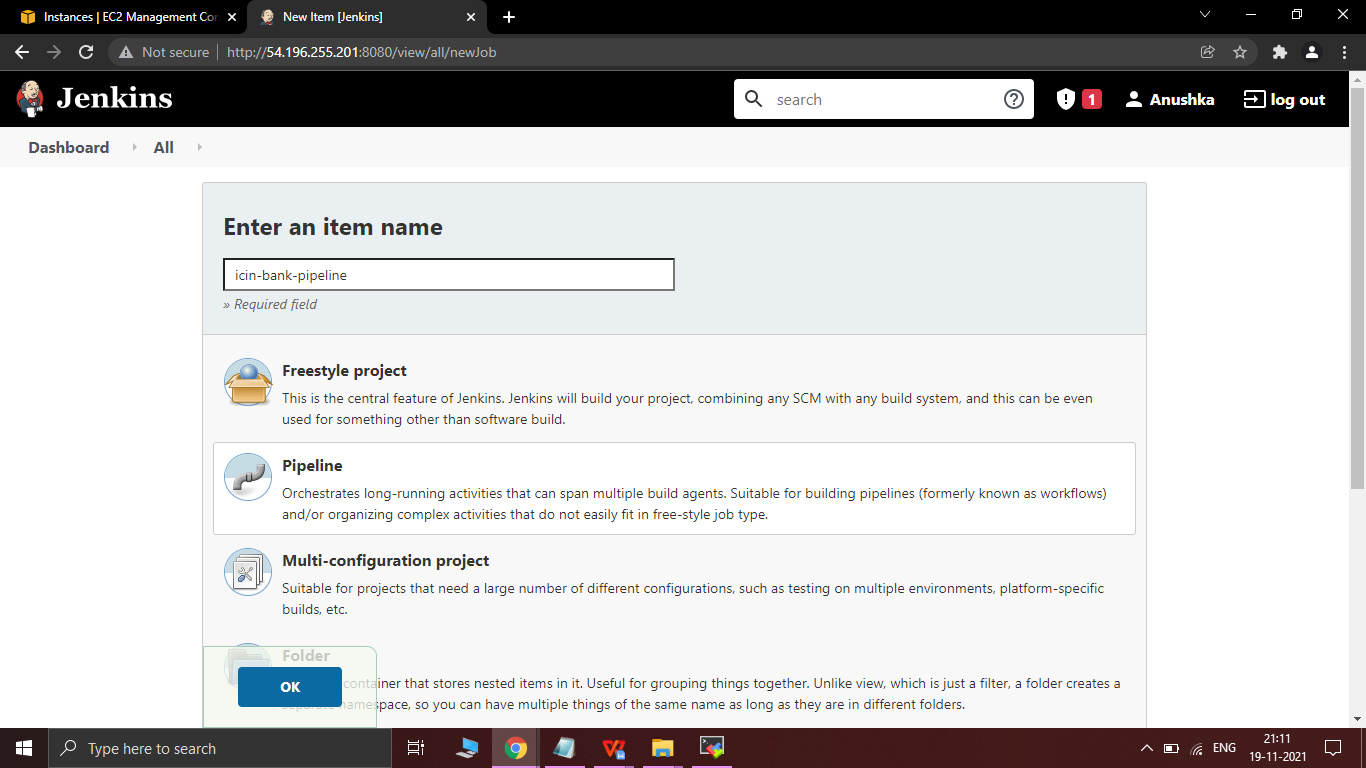 Instances | EC2 Management Cor
New Item [Jenkins]
Not secure
http://54.196.255.201:8080/view/all/newJob
Jenkins
search
1
Anushka
log out
Dashboard
All
Enter an item name
icin-bank-pipeline
» Required field
Freestyle project
This is the central feature of Jenkins. Jenkins will build your project, combining any SCM with any build system, and this can be even
used for something other than software build.
Pipeline
Orchestrates long-running activities that can span multiple build agents. Suitable for building pipelines (formerly known as workflows)
and/or organizing complex activities that do not easily fit in free-style job type.
Multi-configuration project
Suitable for projects that need a large number of different configurations, such as testing on multiple environments, platform-specific
builds, etc.
Folder
container that stores nested items in it. Useful for grouping things together. Unlike view, which is just a filter, a folder creates a
separate namespace, so you can have multiple things of the same name as long as they are in different folders.
OK
Type here to search
ENG
21:11
19-11-2021